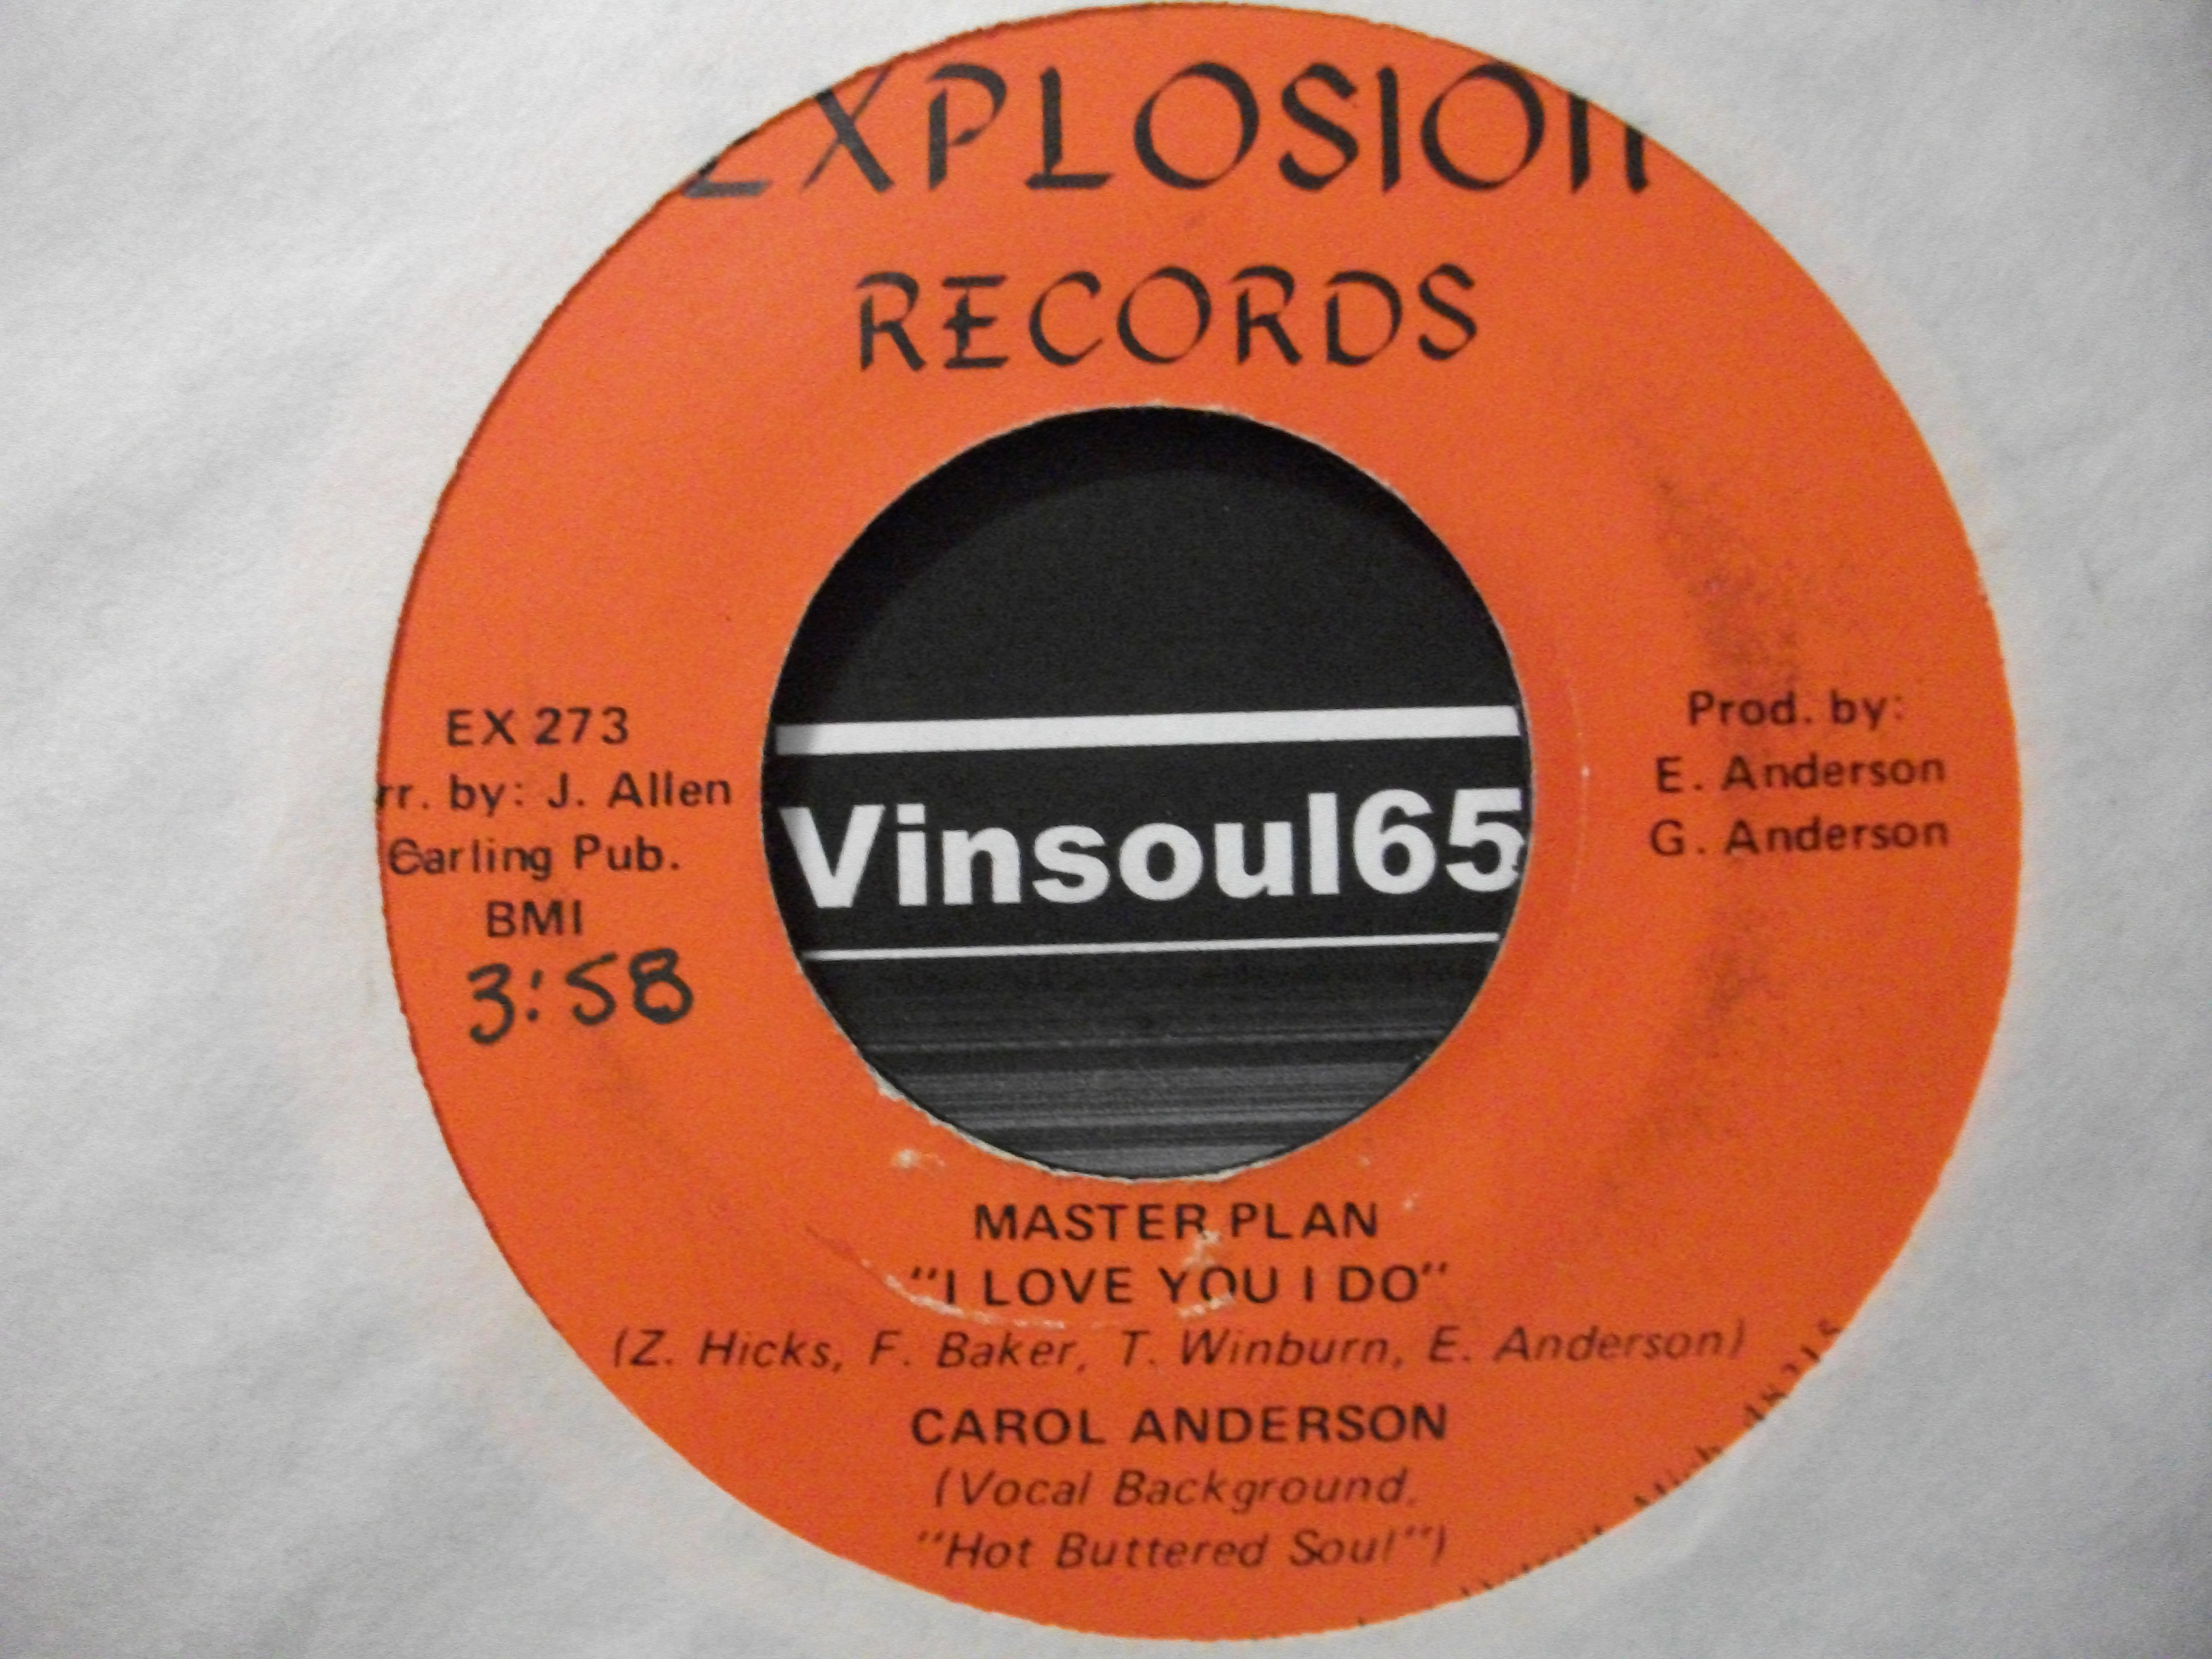 EXPLOSION
RECORDS
EX 273
rr. by: J. Allen
Earling Pub.
BMI
3:58
Prod. by:
E. Anderson
G. Anderson
Vinsoul65
MASTER PLAN
"I LOVE YOU I DO"
(Z. Hicks, F. Baker, T. Winburn, E. Anderson)
CAROL ANDERSON
(Vocal Background,
"Hot Buttered Soul")